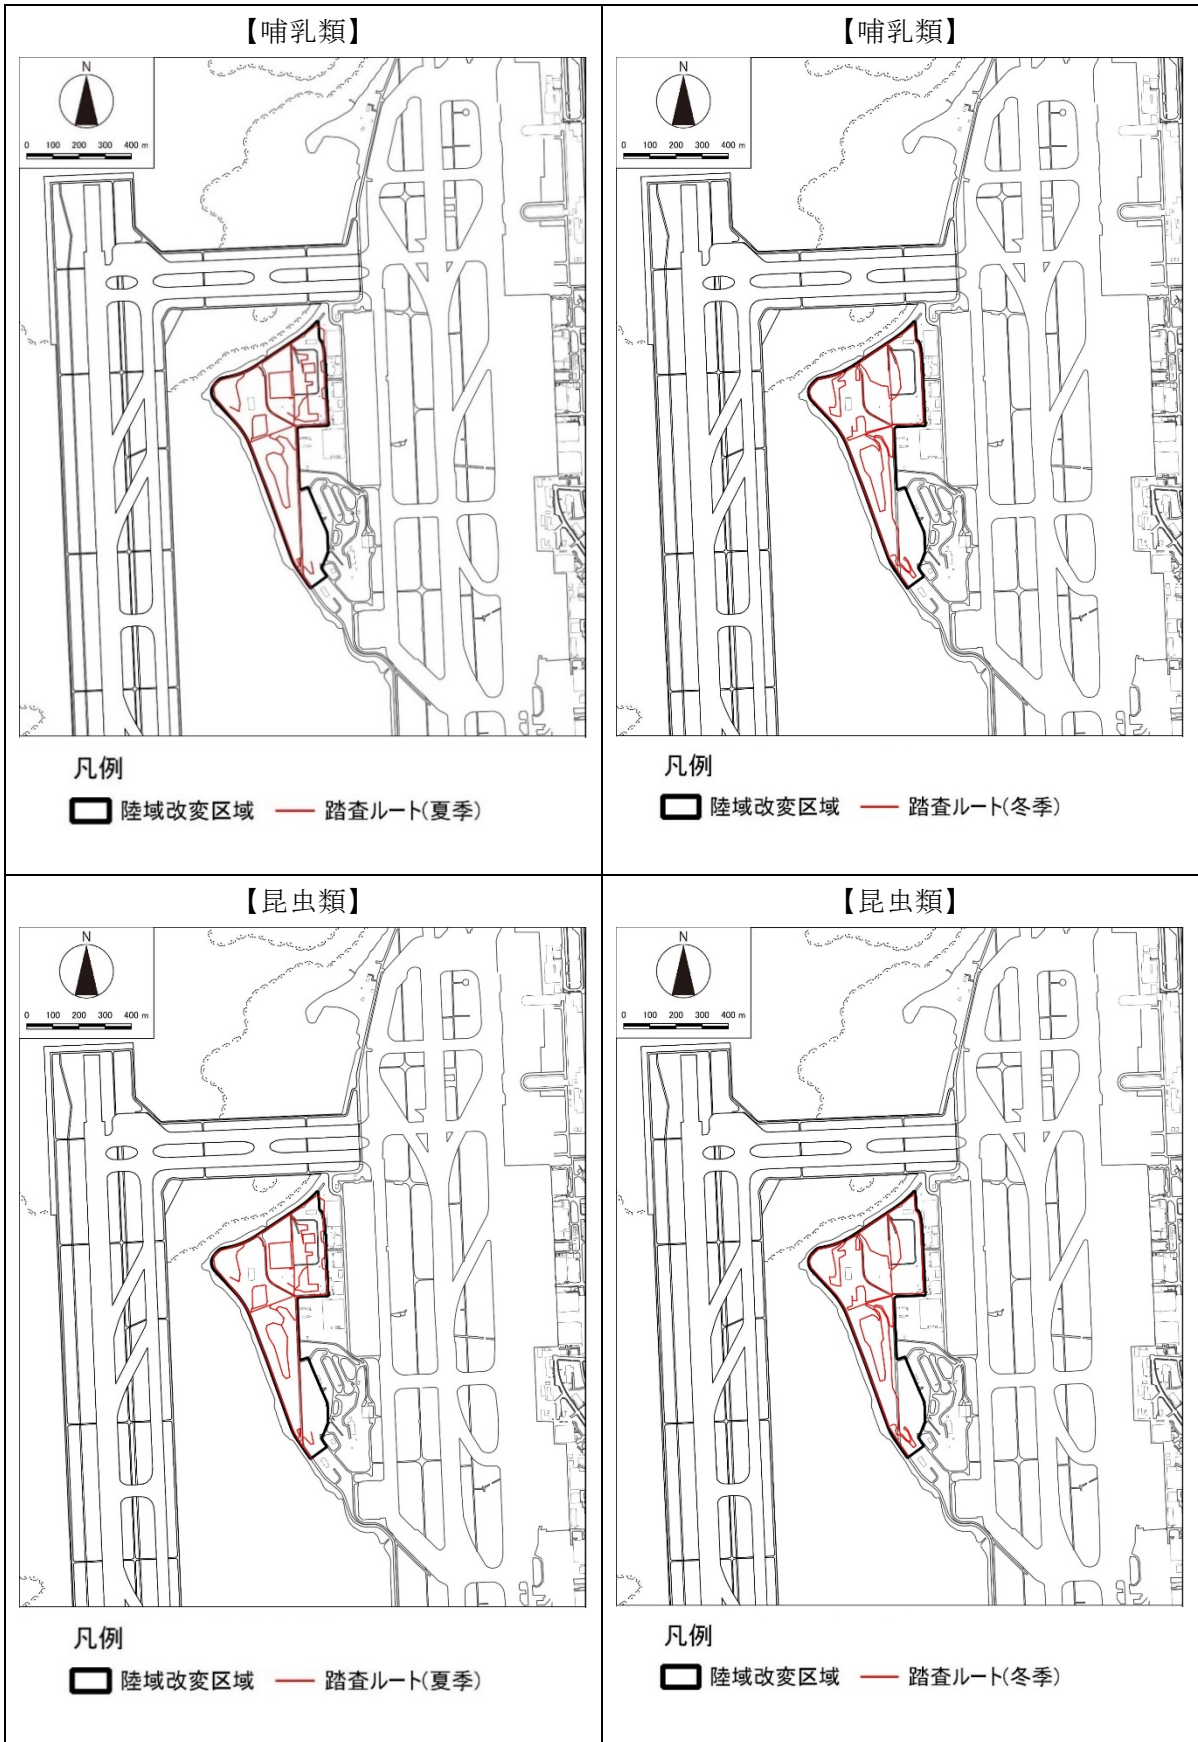 【哺乳類】
N
0 100 200 300 400 m
凡例
陸域改変区域 踏査ルート(夏季)
【哺乳類】
N
0 100 200 300 400 m
凡例
陸域改変区域 踏査ルート(冬季)
【昆虫類】
N
0 100 200 300 400 m
凡例
陸域改変区域 踏査ルート(夏季)
【昆虫類】
N
0 100 200 300 400 m
凡例
陸域改変区域 踏査ルート(冬季)